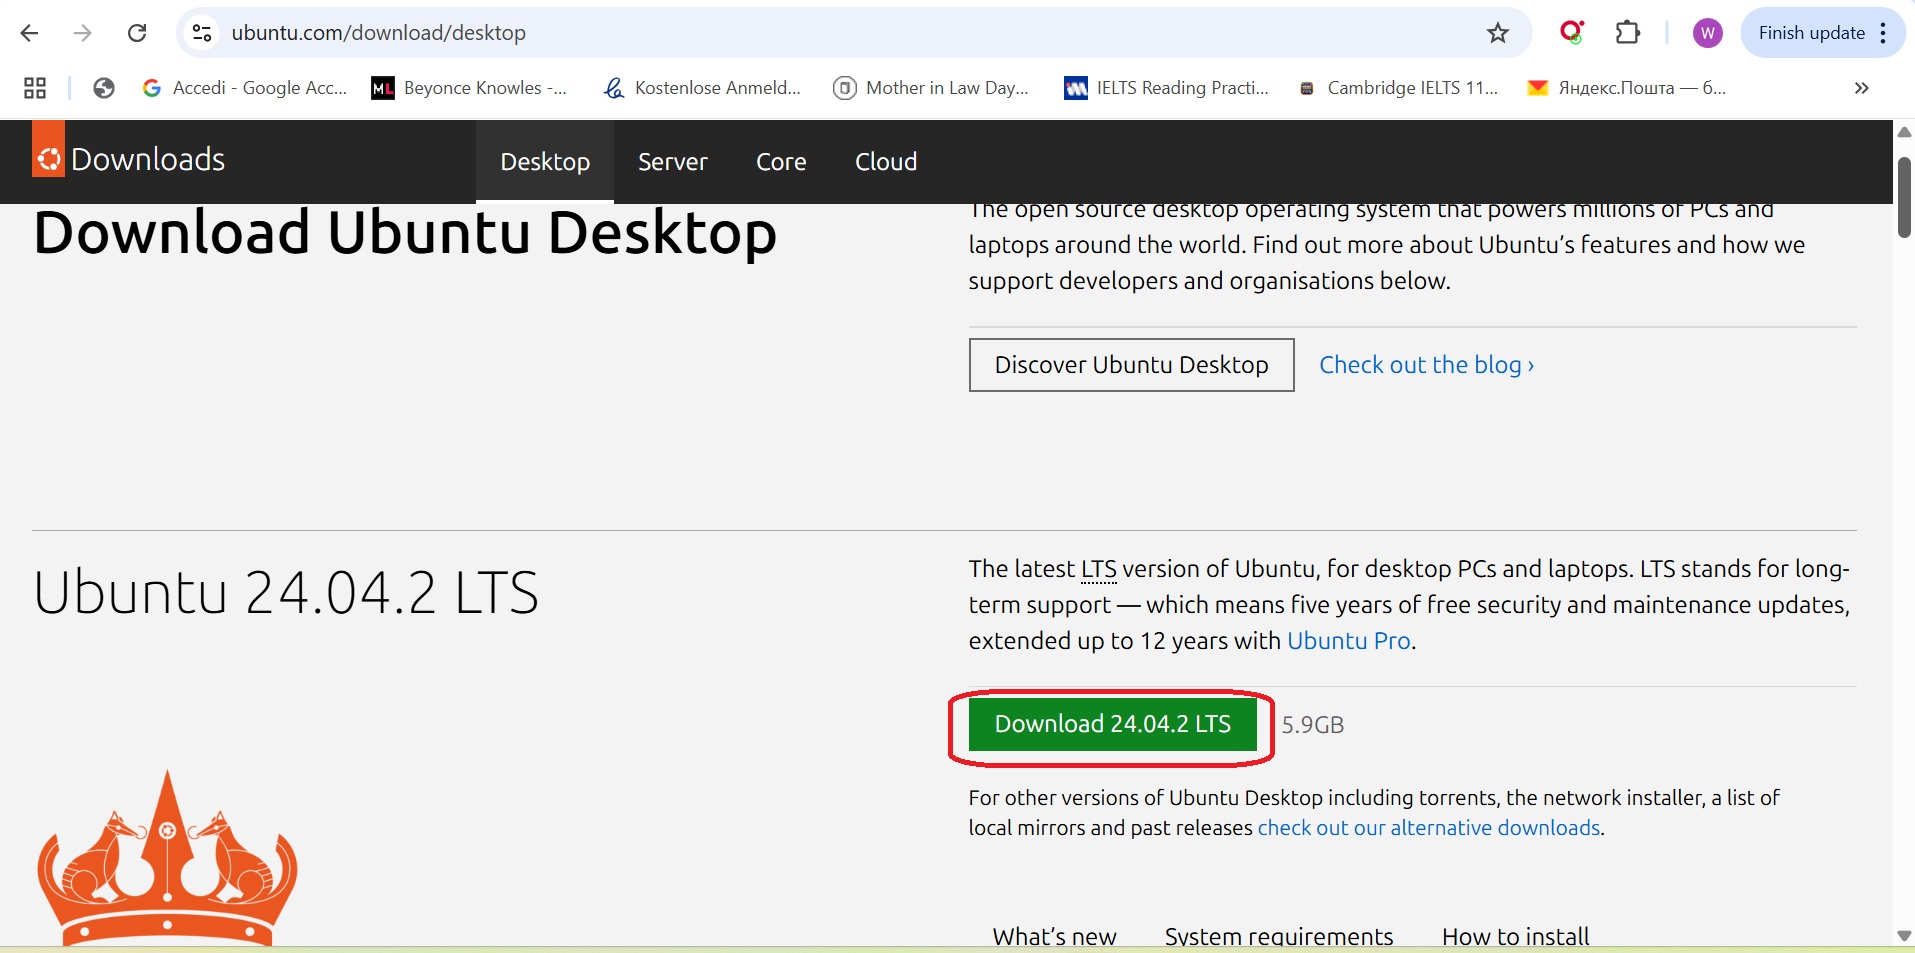 ubuntu.com/download/desktop
W
Finish update
Accedi - Google Acc...
ML
Beyonce Knowles -...
Kostenlose Anmeld...
Mother in Law Day...
IELTS Reading Practi...
Cambridge IELTS 11...
Яндекс.Почта — б...
Downloads
Desktop
Server
Core
Cloud
Download Ubuntu Desktop
The open source desktop operating system that powers millions of PCs and
laptops around the world. Find out more about Ubuntu’s features and how we
support developers and organisations below.
Discover Ubuntu Desktop
Check out the blog ›
Ubuntu 24.04.2 LTS
The latest LTS version of Ubuntu, for desktop PCs and laptops. LTS stands for long-
term support — which means five years of free security and maintenance updates,
extended up to 12 years with Ubuntu Pro.
Download 24.04.2 LTS
5.9GB
For other versions of Ubuntu Desktop including torrents, the network installer, a list of
local mirrors and past releases check out our alternative downloads.
What’s new
System requirements
How to install